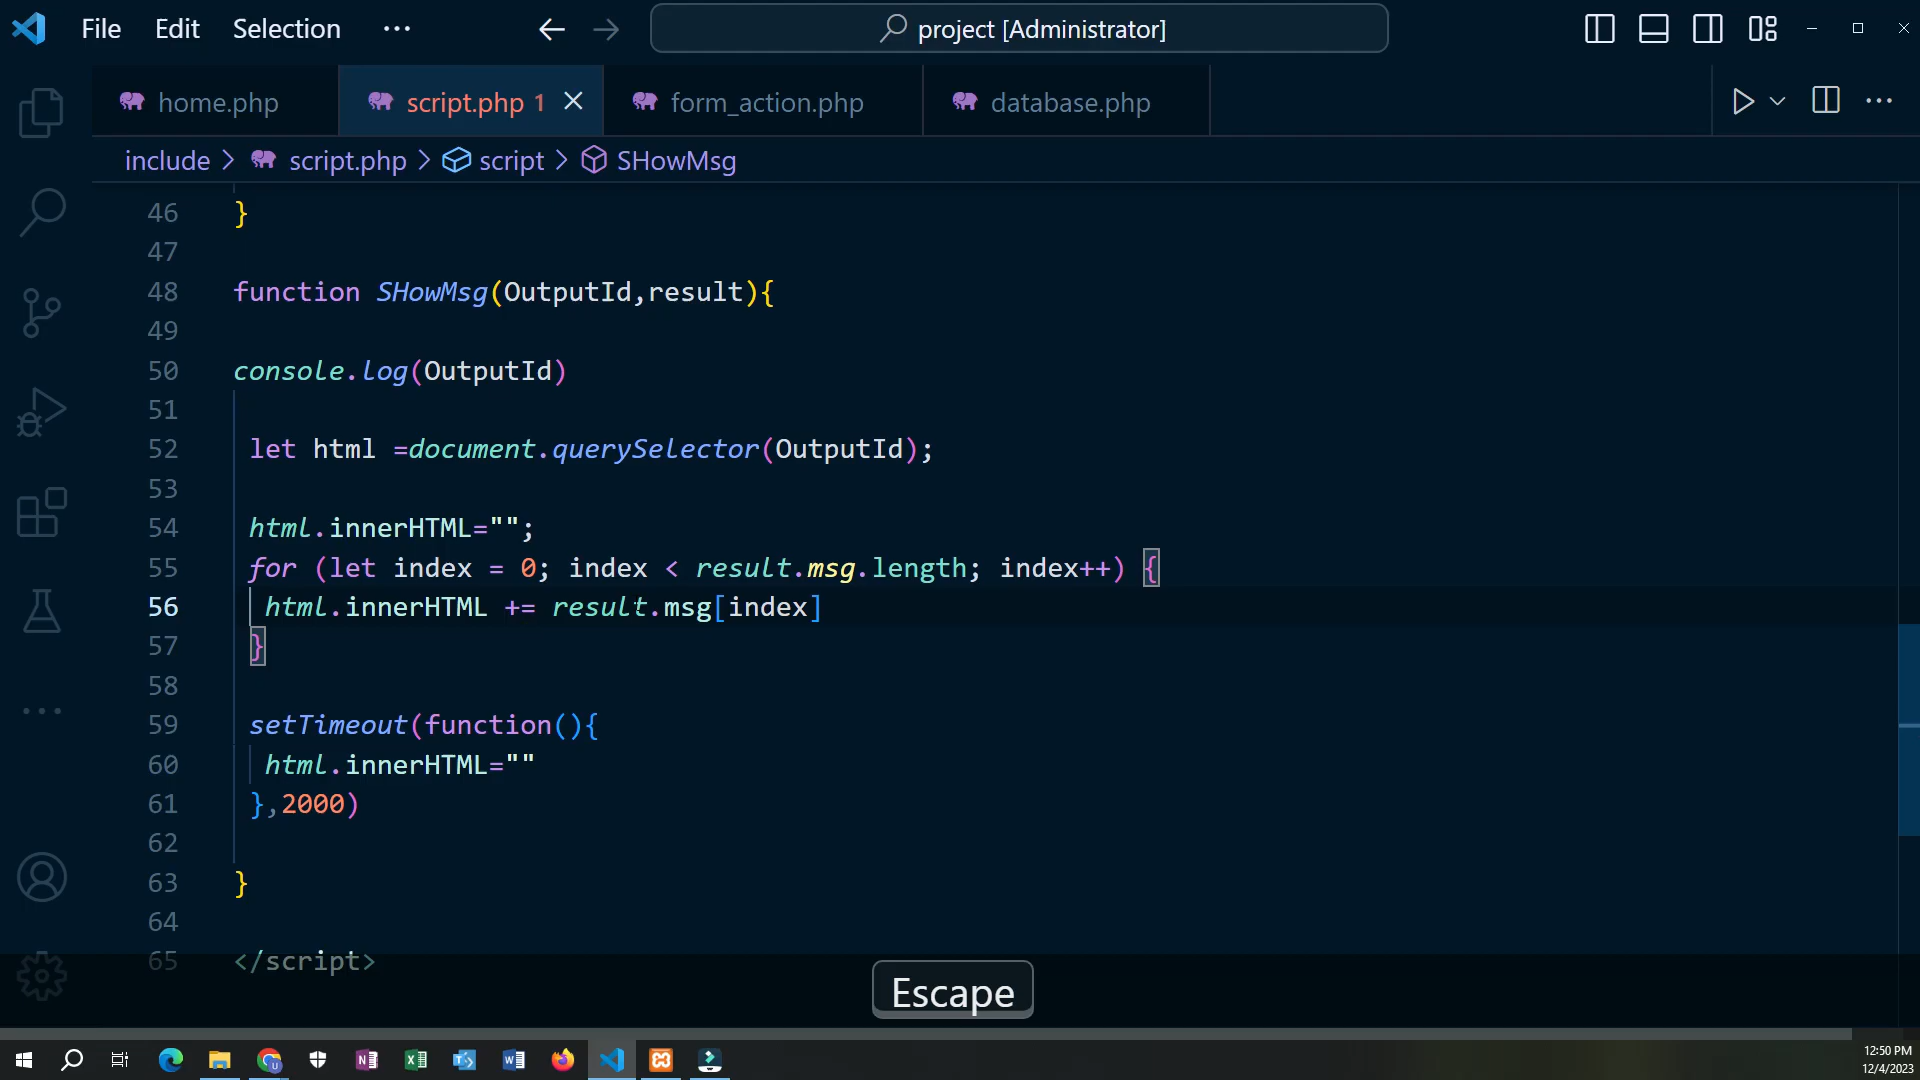 File Edit Selection ··· project [Administrator]
home.php script.php 1 form_action.php database.php
include > script.php > script > SHowMsg
46 }
47
48 function SHowMsg(OutputId,result){
49
50 console.log(OutputId)
51
52 let html =document.querySelector(OutputId);
53
54 html.innerHTML="";
55 for (let index = 0; index < result.msg.length; index++) {
56 html.innerHTML += result.msg[index]
57 }
58
59 setTimeout(function(){
60 html.innerHTML=""
61 },2000)
62
63 }
64
65 </script>
Escape
12:50 PM
12/4/2023